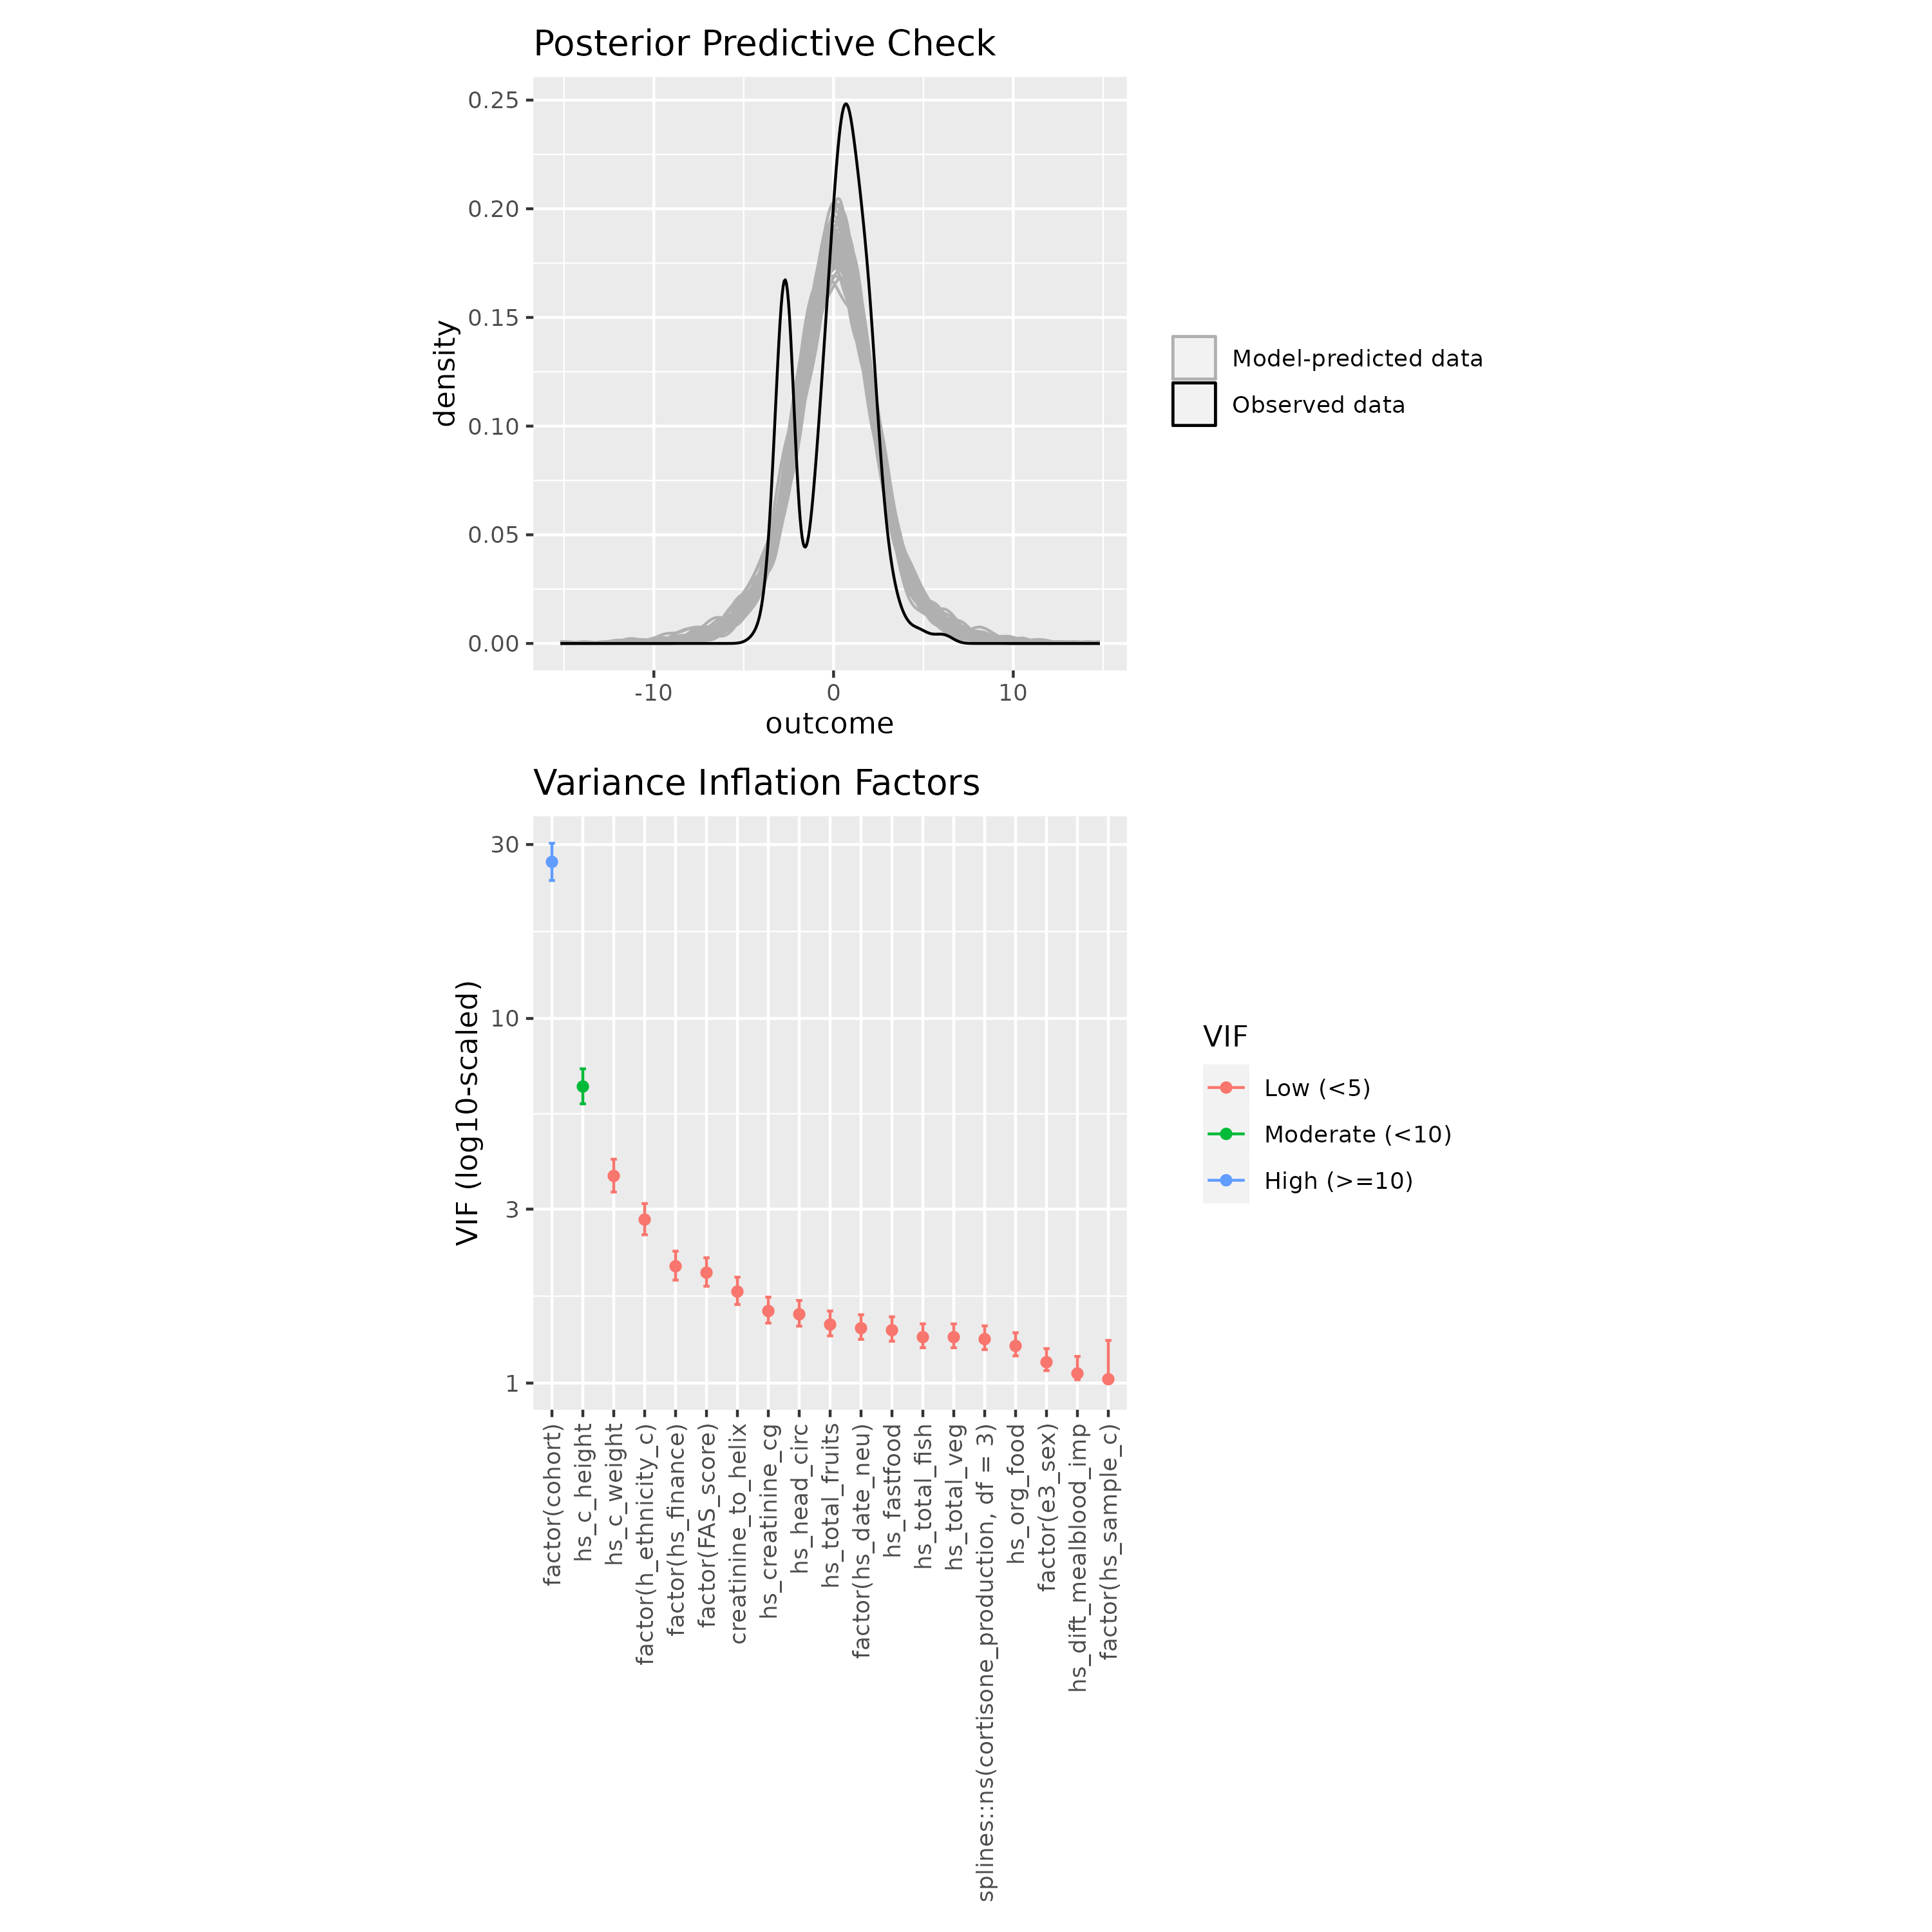 Posterior Predictive Check
0.25
0.20
0.15
0.10
0.05
0.00
density
-10 0 10
outcome
Model-predicted data
Observed data
Variance Inflation Factors
30
10
3
1
VIF (log10-scaled)
factor(cohort)
hs_c_height
hs_c_weight
factor(h_ethnicity_c)
factor(hs_finance)
factor(FAS_score)
creatinine_to_helix
hs_creatinine_cg
hs_head_circ
hs_total_fruits
factor(hs_date_neu)
hs_fastfood
hs_total_fish
hs_total_veg
splines::ns(cortisone_production, df = 3)
hs_org_food
factor(e3_sex)
hs_dift_mealblood_imp
factor(hs_sample_c)
VIF
Low (<5)
Moderate (<10)
High (>=10)